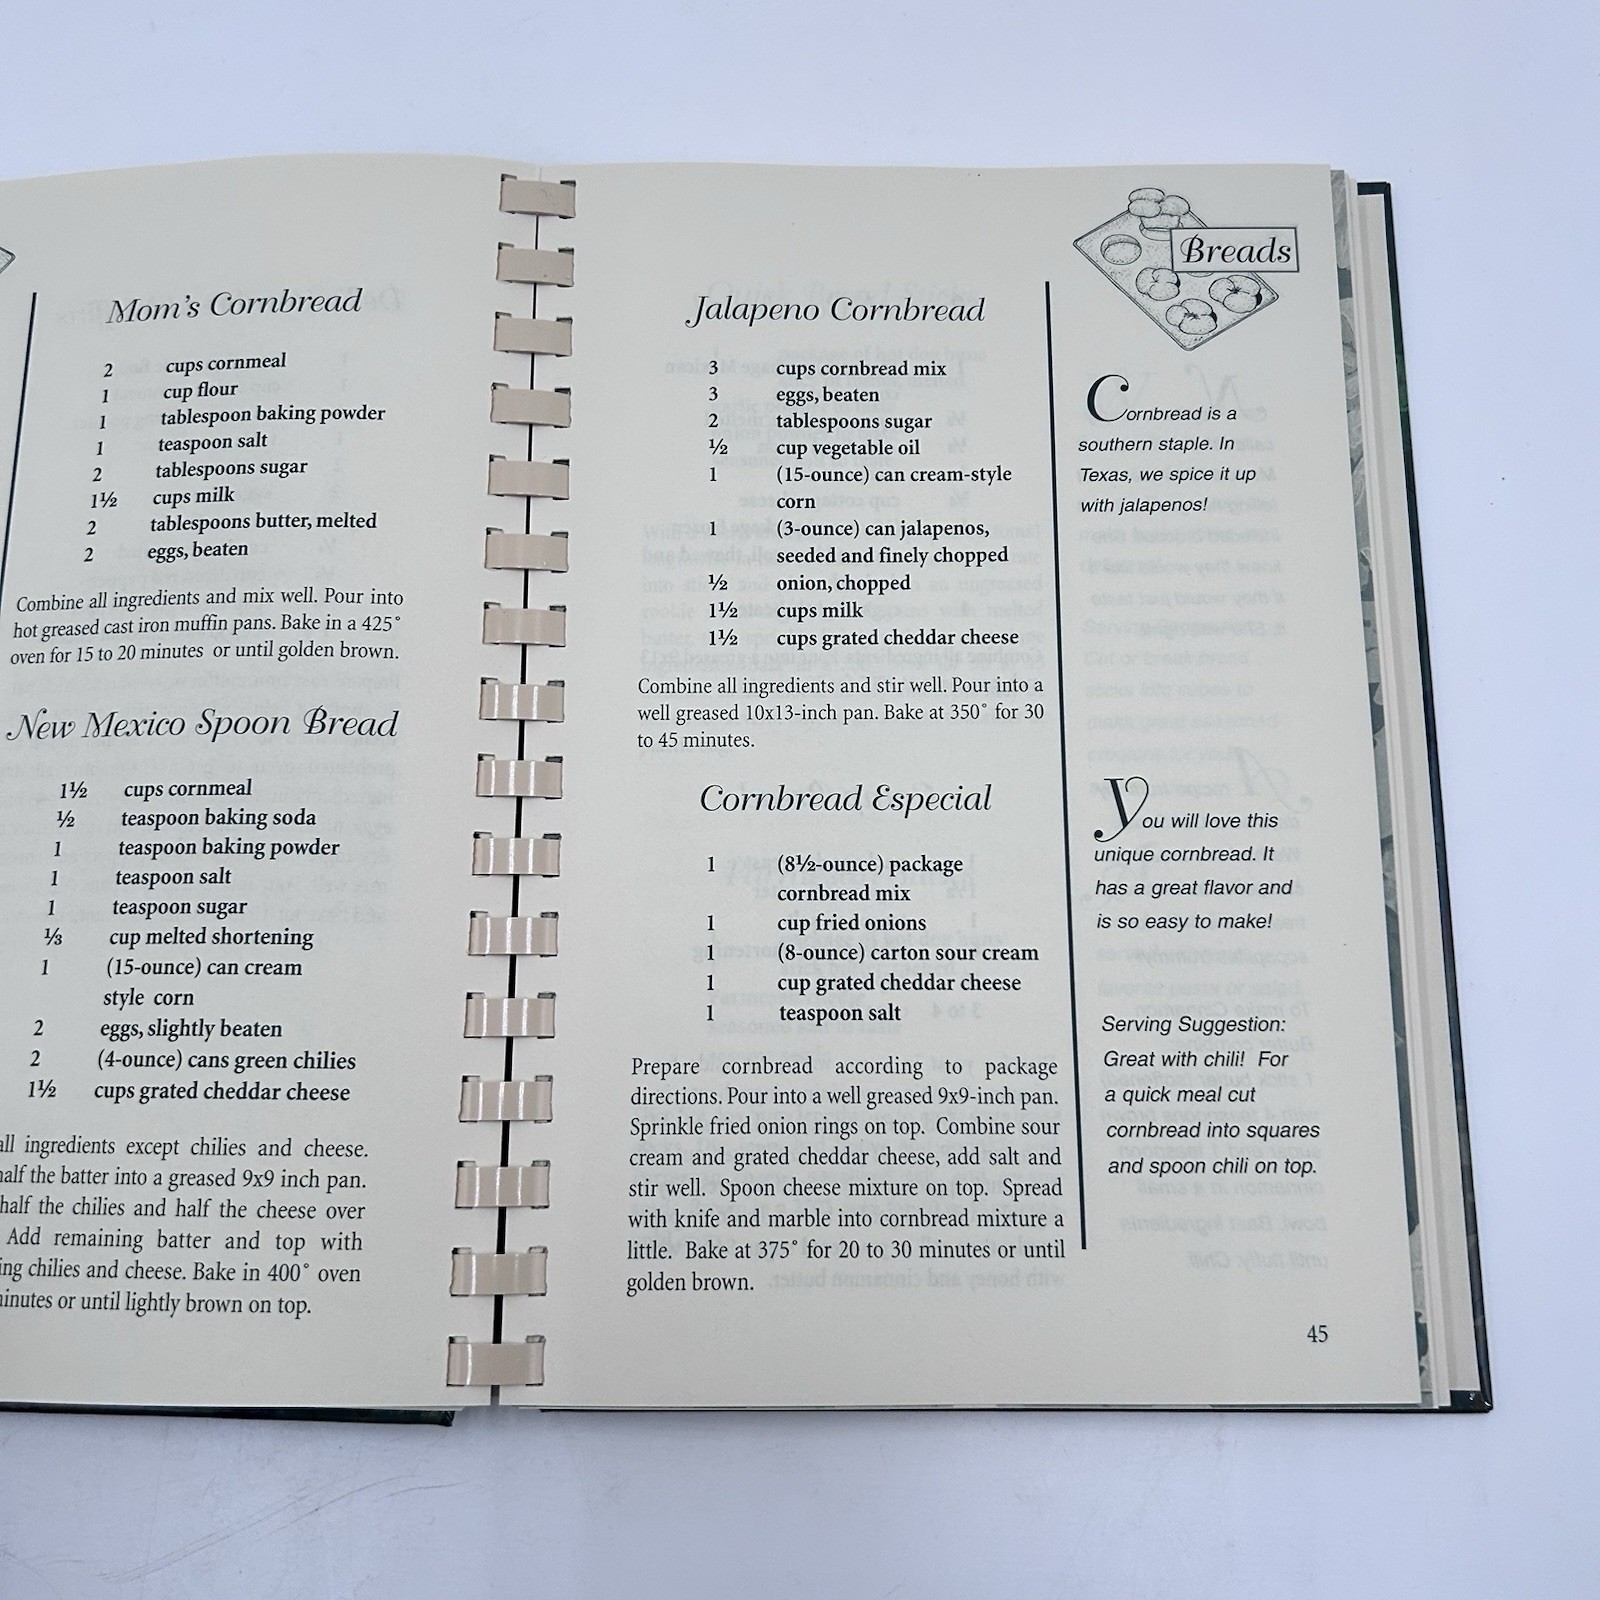 Mom's Cornbread
2 cups cornmeal
1 cup flour
1 tablespoon baking powder
1 teaspoon salt
2 tablespoons sugar
1½ cups milk
2 tablespoons butter, melted
2 eggs, beaten
Combine all ingredients and mix well. Pour into
hot greased cast iron muffin pans. Bake in a 425°
oven for 15 to 20 minutes or until golden brown.
New Mexico Spoon Bread
1½ cups cornmeal
½ teaspoon baking soda
1 teaspoon baking powder
1 teaspoon salt
1 teaspoon sugar
⅓ cup melted shortening
1 (15-ounce) can cream
style corn
2 eggs, slightly beaten
2 (4-ounce) cans green chilies
1½ cups grated cheddar cheese
all ingredients except chilies and cheese.
half the batter into a greased 9x9 inch pan.
half the chilies and half the cheese over
Add remaining batter and top with
chilies and cheese. Bake in 400° oven
minutes or until lightly brown on top.
Jalapeno Cornbread
3 cups cornbread mix
3 eggs, beaten
2 tablespoons sugar
½ cup vegetable oil
1 (15-ounce) can cream-style
corn
1 (3-ounce) can jalapenos,
seeded and finely chopped
½ onion, chopped
1½ cups milk
1½ cups grated cheddar cheese
Combine all ingredients and stir well. Pour into a
well greased 10x13-inch pan. Bake at 350° for 30
to 45 minutes.
Cornbread Especial
1 (8½-ounce) package
cornbread mix
1 cup fried onions
1 (8-ounce) carton sour cream
1 cup grated cheddar cheese
1 teaspoon salt
Prepare cornbread according to package
directions. Pour into a well greased 9x9-inch pan.
Sprinkle fried onion rings on top. Combine sour
cream and grated cheddar cheese, add salt and
stir well. Spoon cheese mixture on top. Spread
with knife and marble into cornbread mixture a
little. Bake at 375° for 20 to 30 minutes or until
golden brown.
Breads
Cornbread is a
southern staple. In
Texas, we spice it up
with jalapenos!
You will love this
unique cornbread. It
has a great flavor and
is so easy to make!
Serving Suggestion:
Great with chili! For
a quick meal cut
cornbread into squares
and spoon chili on top.
45